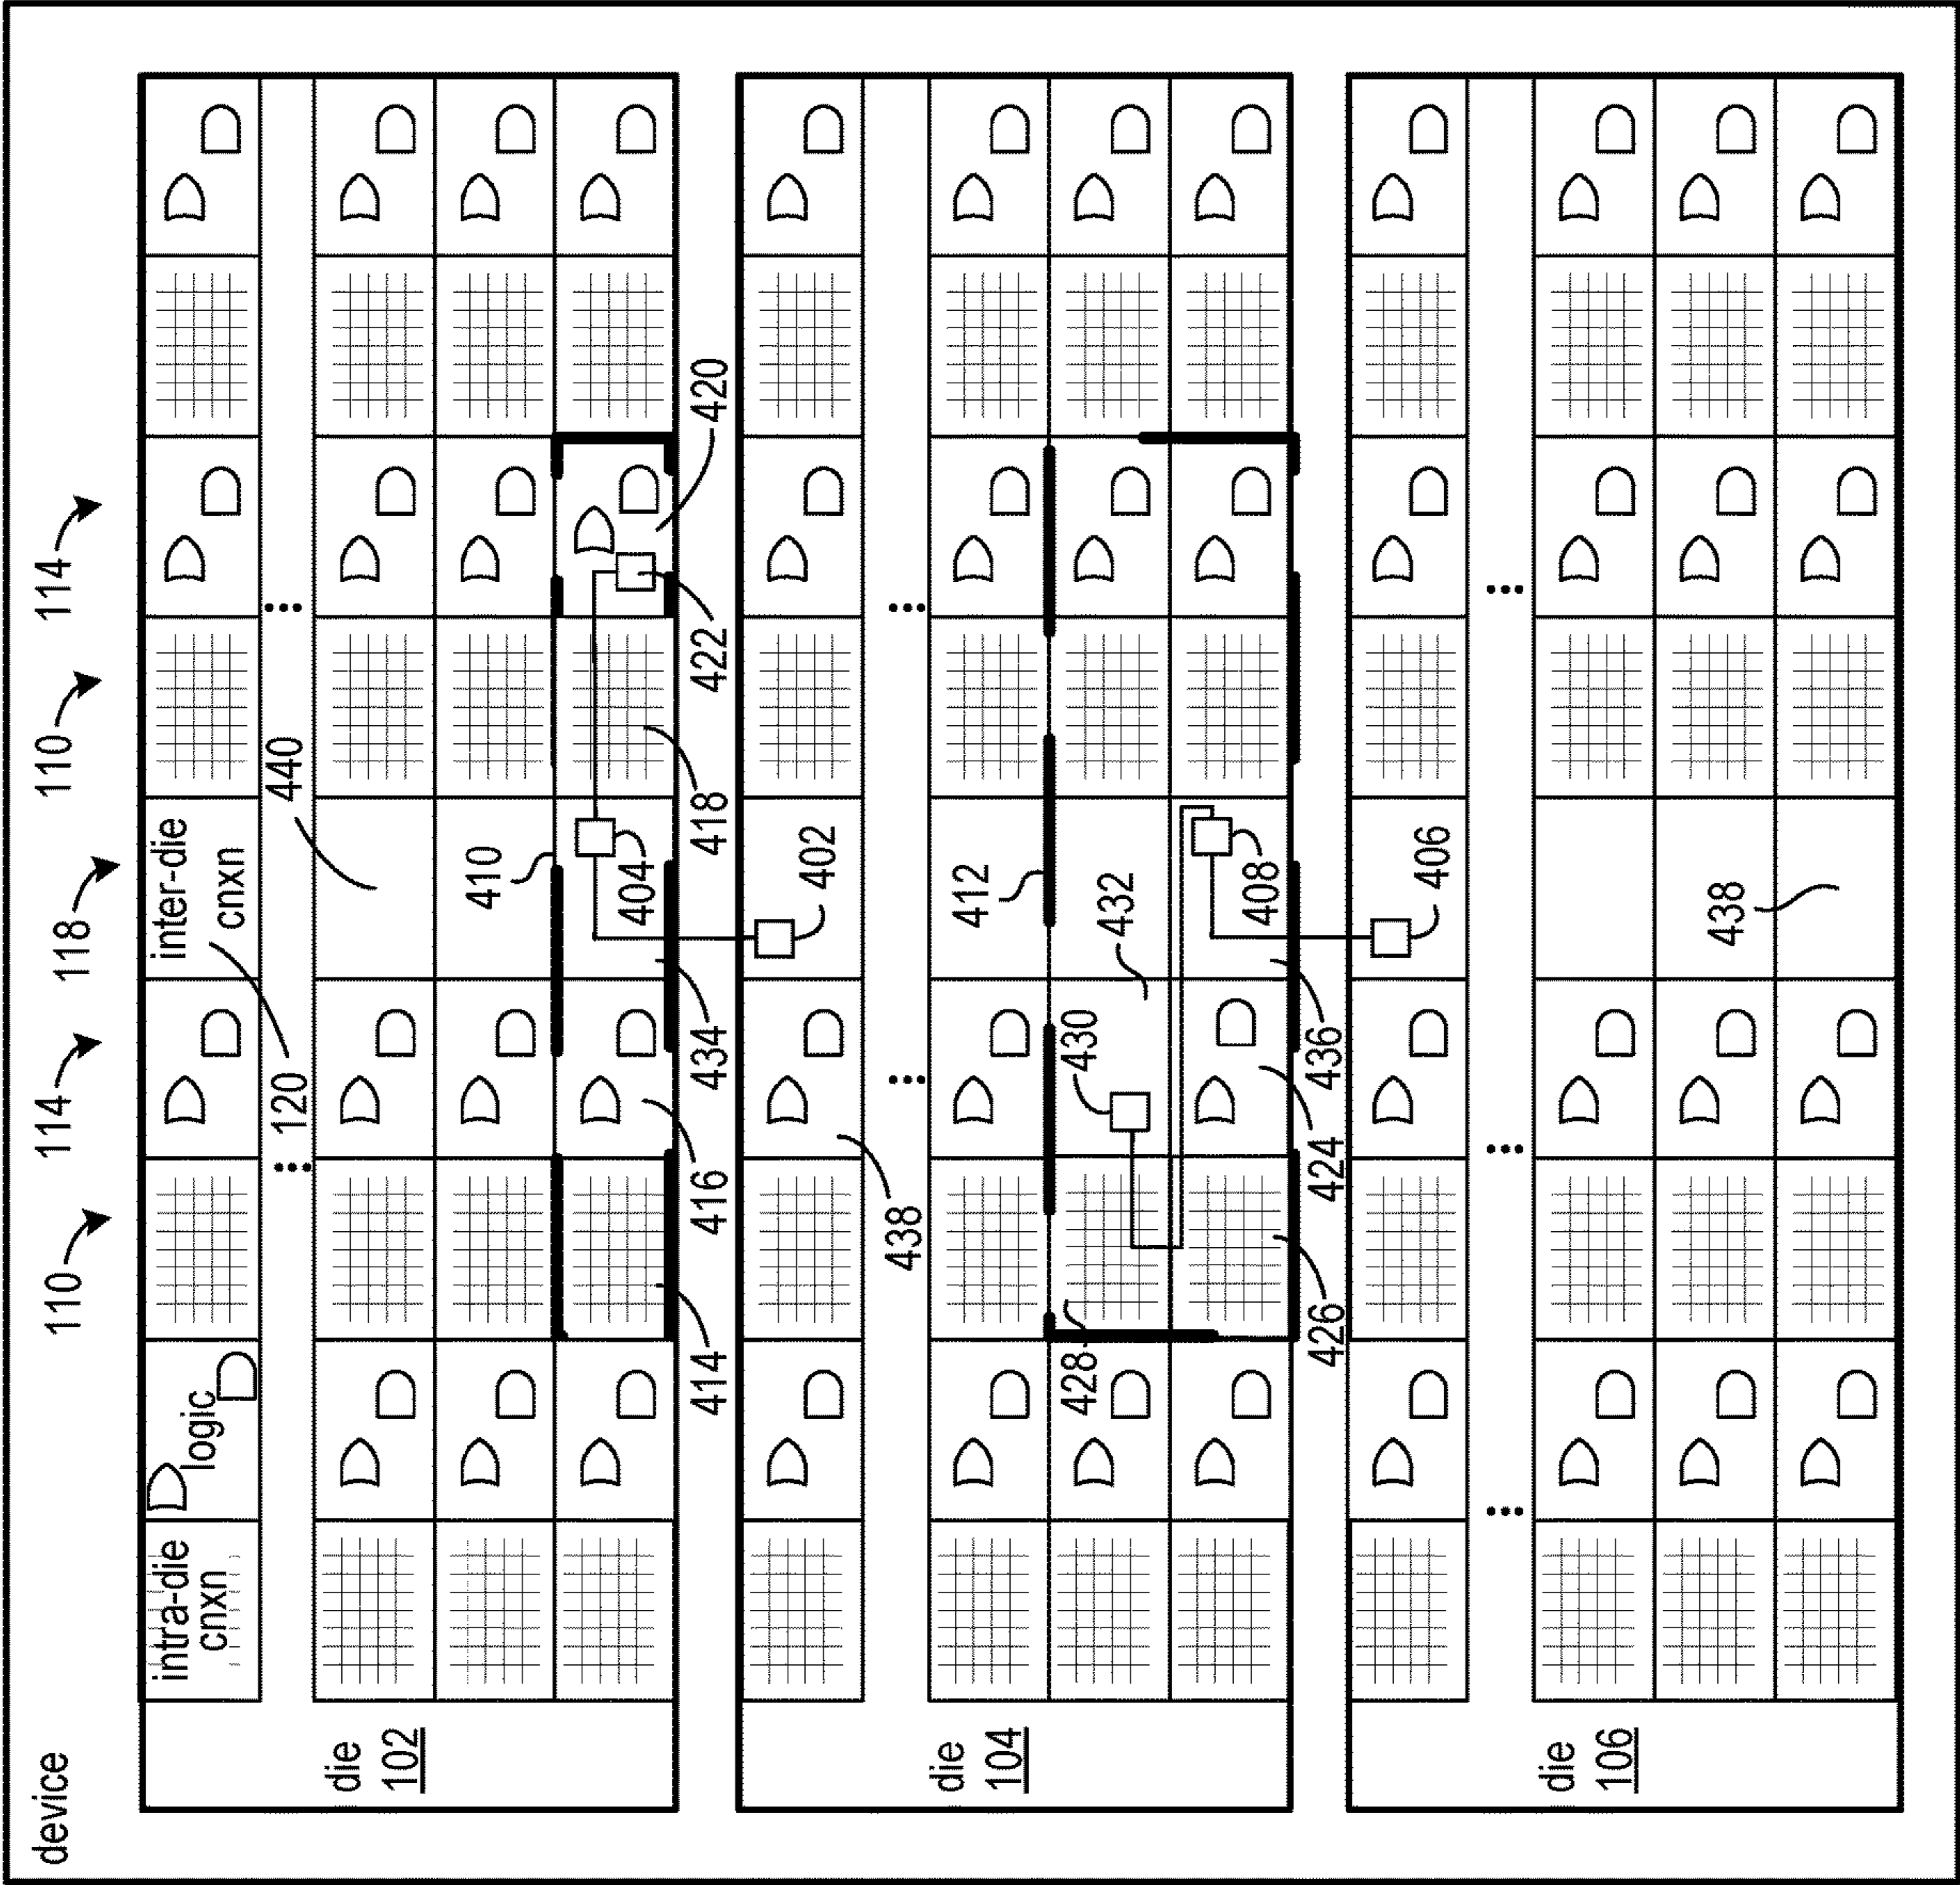 device
110 114 118 110 114
intra-die cnxn
logic
inter-die cnxn
120 440
die
102
410
404
414 416 434 418 422 420
402
438
die
104
412
428 430 432
408
426 424 436
406
die
106
438